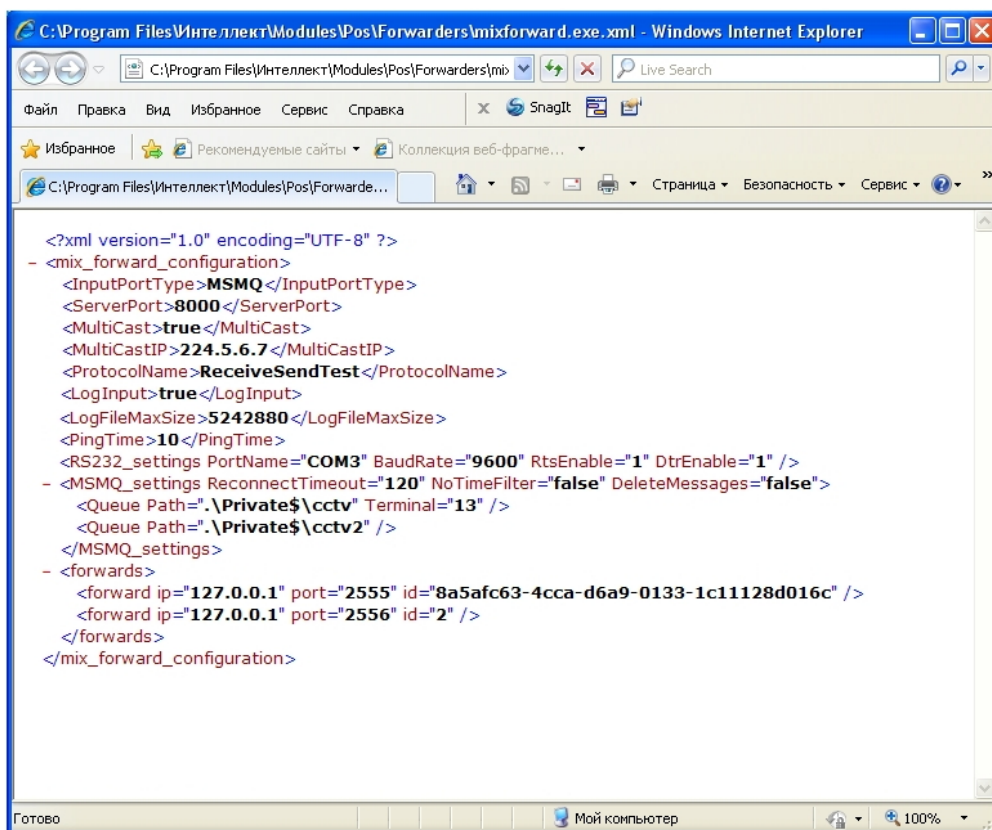 C:\Program Files\Интеллект\Modules\Pos\Forwarders\mixforward.exe.xml - Windows Internet Explorer
C:\Program Files\Интеллект\Modules\Pos\Forwarders\mix Live Search
Файл Правка Вид Избранное Сервис Справка x SnagIt
Избранное Рекомендуемые сайты Коллекция веб-фрагме...
C:\Program Files\Интеллект\Modules\Pos\Forwarde... Страница Безопасность Сервис »
<?xml version="1.0" encoding="UTF-8" ?>
- <mix_forward_configuration>
<InputPortType>MSMQ</InputPortType>
<ServerPort>8000</ServerPort>
<MultiCast>true</MultiCast>
<MultiCastIP>224.5.6.7</MultiCastIP>
<ProtocolName>ReceiveSendTest</ProtocolName>
<LogInput>true</LogInput>
<LogFileMaxSize>5242880</LogFileMaxSize>
<PingTime>10</PingTime>
<RS232_settings PortName="COM3" BaudRate="9600" RtsEnable="1" DtrEnable="1" />
- <MSMQ_settings ReconnectTimeout="120" NoTimeFilter="false" DeleteMessages="false">
<Queue Path=".\Private$\cctv" Terminal="13" />
<Queue Path=".\Private$\cctv2" />
</MSMQ_settings>
- <forwards>
<forward ip="127.0.0.1" port="2555" id="8a5afc63-4cca-d6a9-0133-1c11128d016c" />
<forward ip="127.0.0.1" port="2556" id="2" />
</forwards>
</mix_forward_configuration>
Готово Мой компьютер 100%